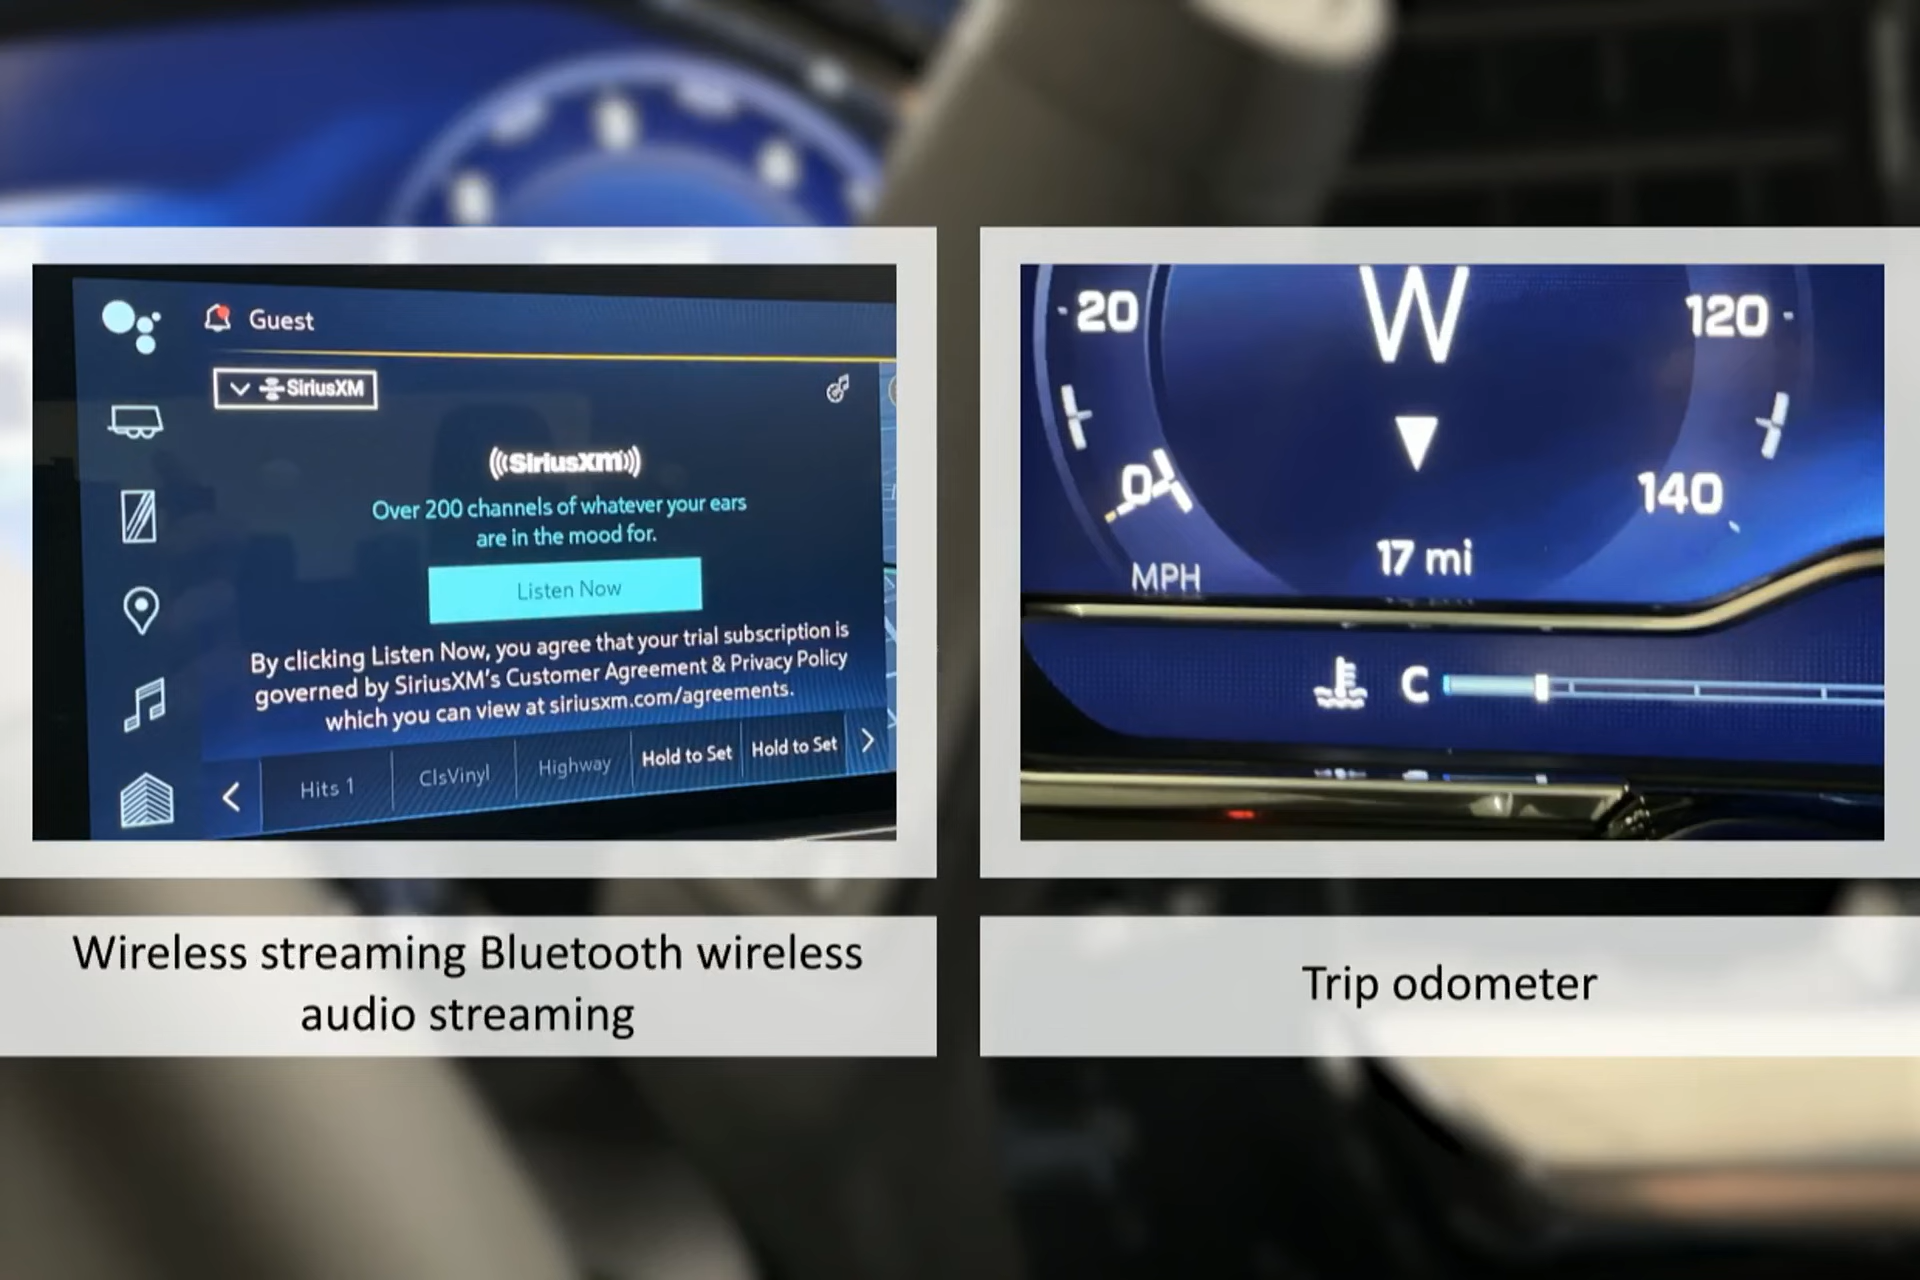 Guest
SiriusXM
((SiriusXM))
Over 200 channels of whatever your ears
are in the mood for.
Listen Now
By clicking Listen Now, you agree that your trial subscription is
governed by SiriusXM's Customer Agreement & Privacy Policy
which you can view at siriusxm.com/agreements.
Hits 1
ClsVinyl
Highway
Hold to Set
Hold to Set
Wireless streaming Bluetooth wireless
audio streaming
20
W
120
0
140
17 mi
MPH
C
Trip odometer